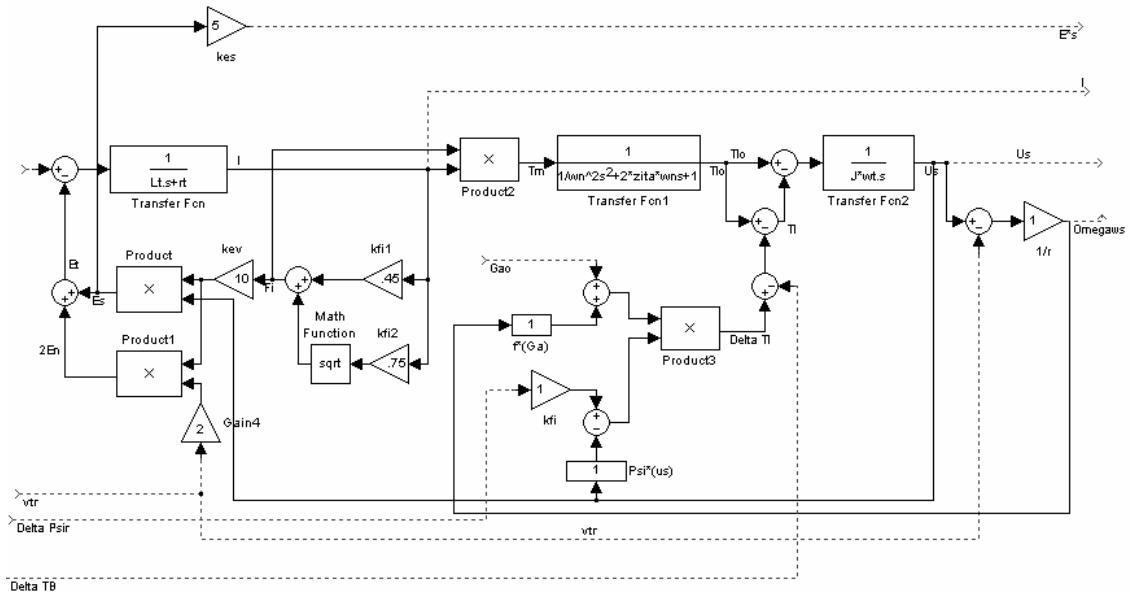 5
kes
E*s
I
1
Lt.s+rt
Transfer Fcn
I
×
Product2
Tm
1
1/wn^2s²+2*zita*wns+1
Transfer Fcn1
Tlo
Tlo
Tl
1
J*wt.s
Transfer Fcn2
Us
Us
1
1/r
Omegaws
Et
Es
Product
×
kev
10
Fi
kfi1
.45
Math
Function
sqrt
kfi2
.75
2En
Product1
×
2
Gain4
Gao
1
f*(Ga)
×
Product3
Delta Tl
1
kfi
1
Psi*(us)
vtr
Delta Psir
vtr
Delta TB